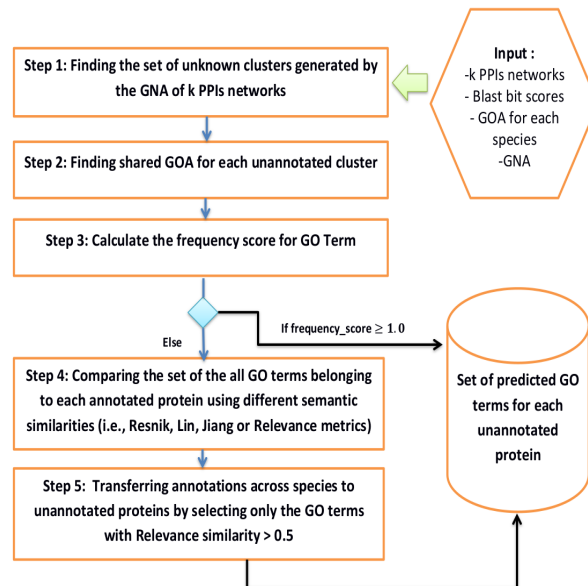 Step 1: Finding the set of unknown clusters generated by
the GNA of k PPIs networks
Input :
-k PPIs networks
- Blast bit scores
- GOA for each
species
-GNA
Step 2: Finding shared GOA for each unannotated cluster
Step 3: Calculate the frequency score for GO Term
If frequency_score ≥ 1.0
Else
Step 4: Comparing the set of the all GO terms belonging
to each annotated protein using different semantic
similarities (i.e., Resnik, Lin, Jiang or Relevance metrics)
Set of predicted GO
terms for each
unannotated
protein
Step 5: Transferring annotations across species to
unannotated proteins by selecting only the GO terms
with Relevance similarity > 0.5